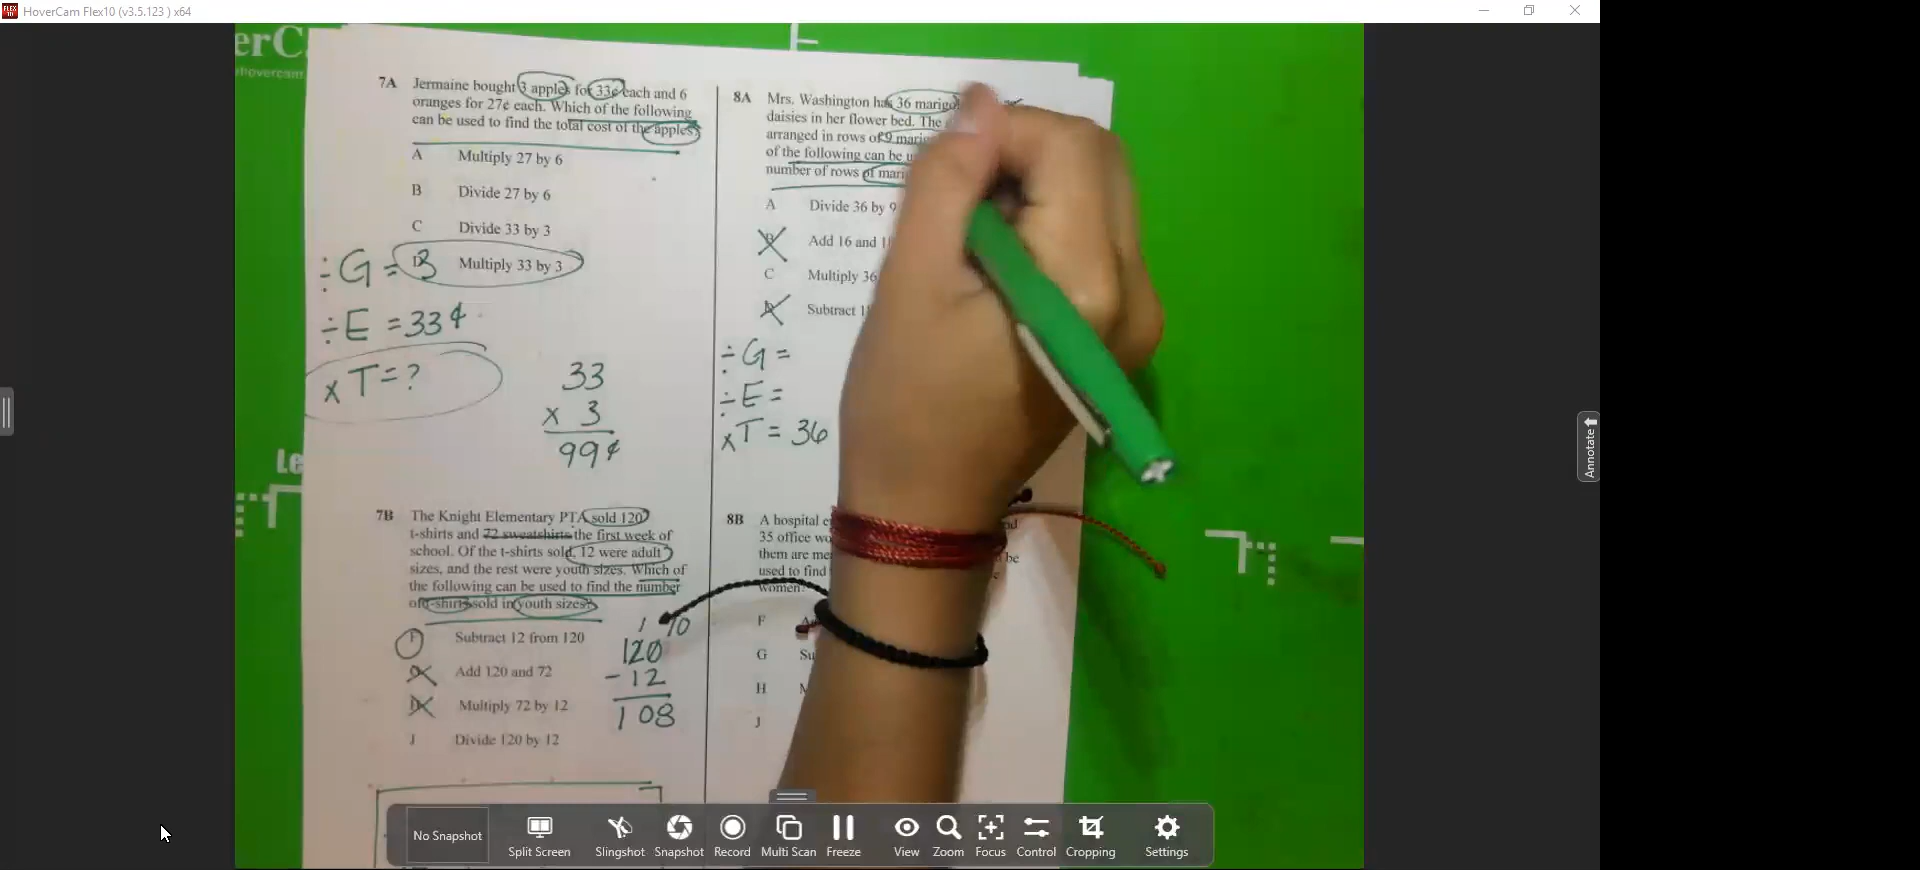 HoverCam Flex10 (v3.5.123 ) x64
erC
hovercam
7A Jermaine bought 3 apples for 33¢ each and 6
oranges for 27¢ each. Which of the following
can be used to find the total cost of the apples?
A Multiply 27 by 6
B Divide 27 by 6
C Divide 33 by 3
D Multiply 33 by 3
÷ G = 3
÷ E = 33 ¢
x T = ?
33
x 3
99¢
Le
7B The Knight Elementary PTA sold 120
t-shirts and 72 sweatshirts the first week of
school. Of the t-shirts sold, 12 were adult
sizes, and the rest were youth sizes. Which of
the following can be used to find the number
of t-shirts sold in youth sizes?
F Subtract 12 from 120
Add 120 and 72
Multiply 72 by 12
J Divide 120 by 12
1 10
120
- 12
108
8A Mrs. Washington has 36
daisies in her flower bed. The
arranged in rows of 9
of the following can be
number of rows of
A Divide 36 by 9
B Add 16 and
C Multiply 36
Subtract
÷ G =
÷ E =
x T = 36
8B A hospital
35 office
them are be
used to find
women?
F
G
H
J
Annotate
No Snapshot
Split Screen
Slingshot
Snapshot
Record
Multi Scan
Freeze
View
Zoom
Focus
Control
Cropping
Settings